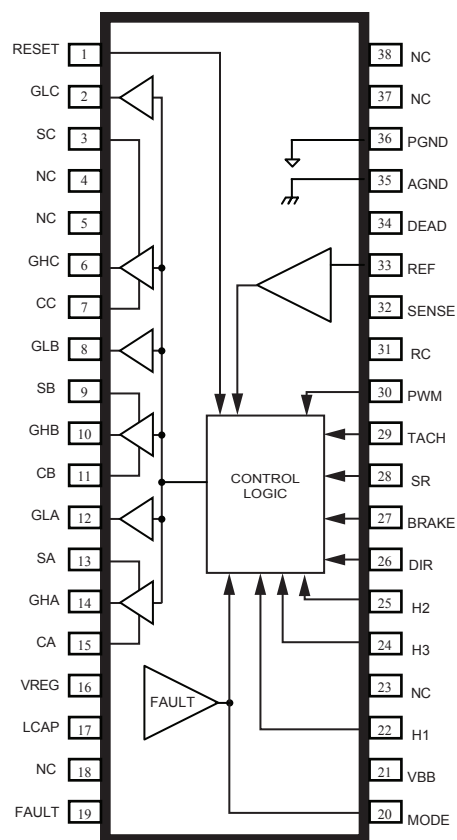 RESET 1
GLC 2
SC 3
NC 4
NC 5
GHC 6
CC 7
GLB 8
SB 9
GHB 10
CB 11
GLA 12
SA 13
GHA 14
CA 15
VREG 16
LCAP 17
NC 18
FAULT 19
CONTROL
LOGIC
FAULT
38 NC
37 NC
36 PGND
35 AGND
34 DEAD
33 REF
32 SENSE
31 RC
30 PWM
29 TACH
28 SR
27 BRAKE
26 DIR
25 H2
24 H3
23 NC
22 H1
21 VBB
20 MODE